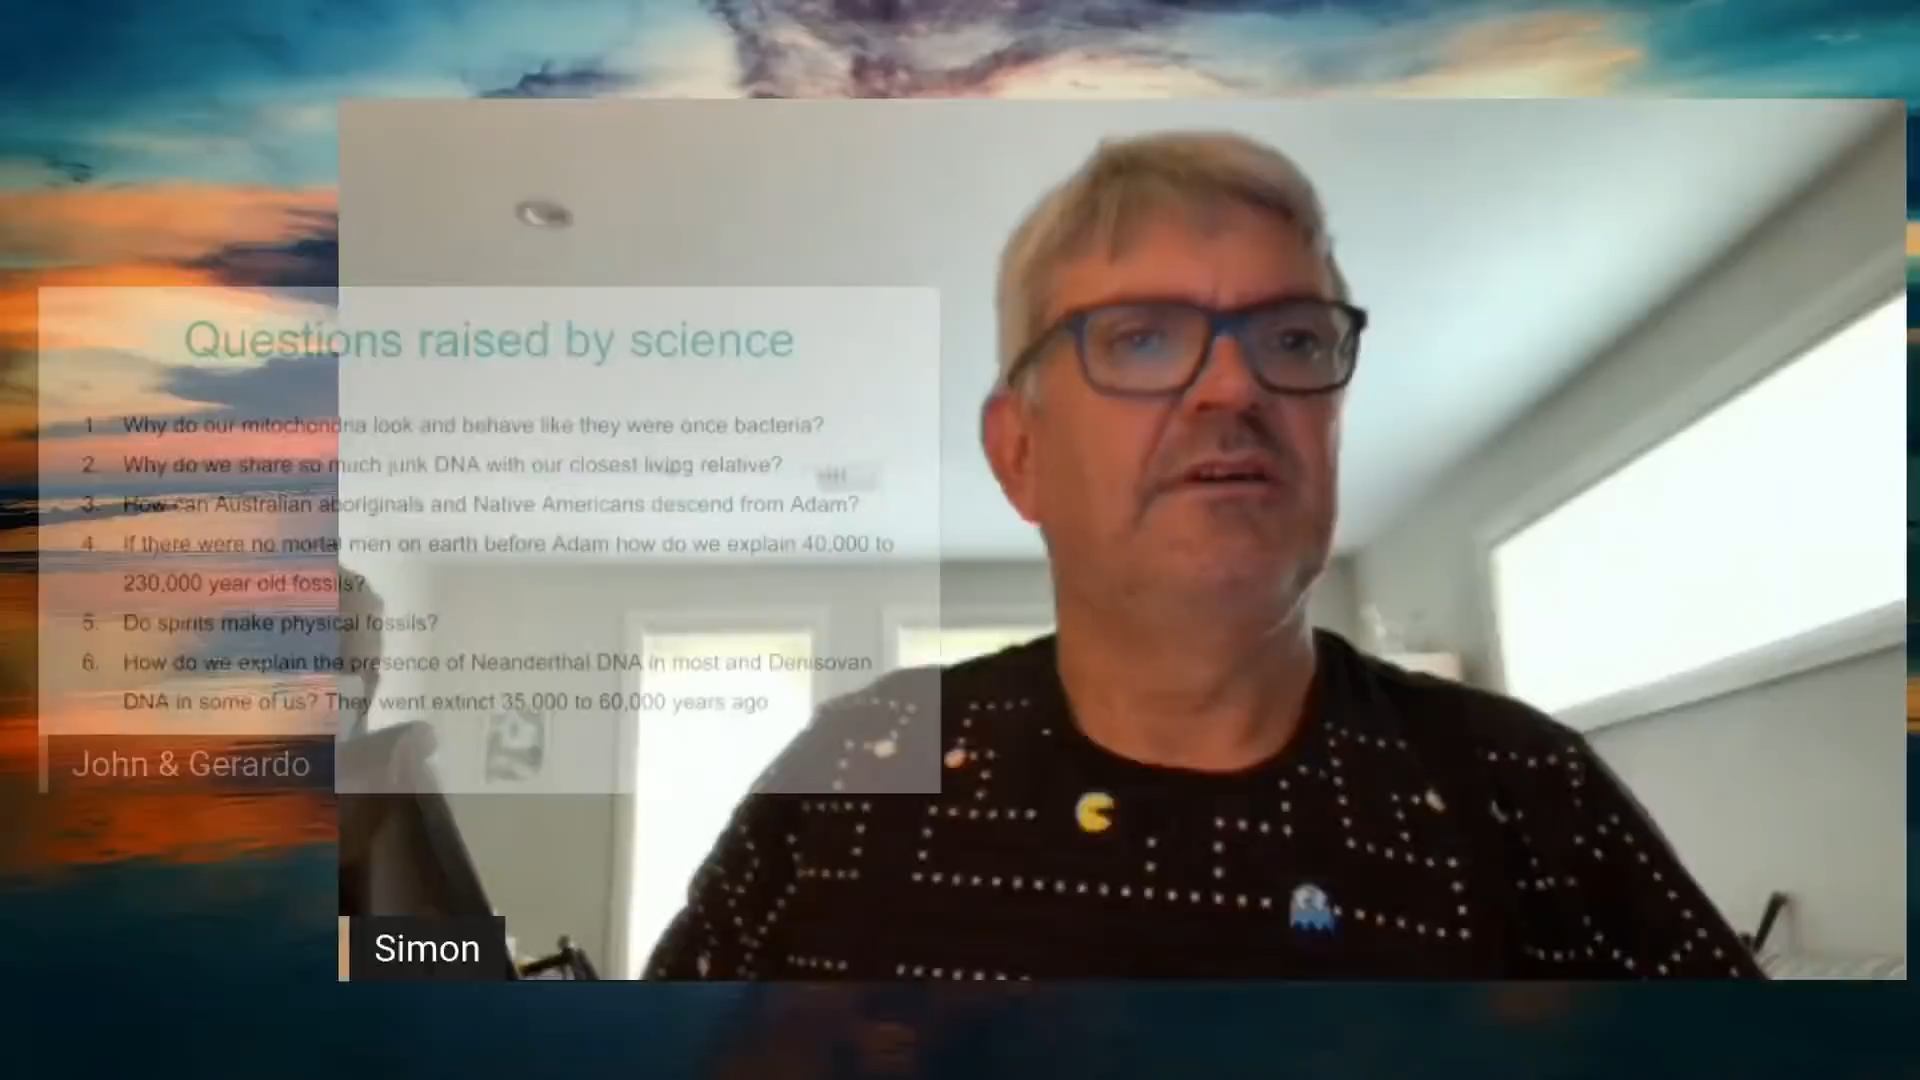 Questions raised by science
1. Why do our mitochondria look and behave like they were once bacteria?
2. Why do we share so much junk DNA with our closest living relative?
3. How can Australian aboriginals and Native Americans descend from Adam?
4. If there were no mortal men on earth before Adam how do we explain 40,000 to
230,000 year old fossils?
5. Do spirits make physical fossils?
6. How do we explain the presence of Neanderthal DNA in most and Denisovan
DNA in some of us? They went extinct 35,000 to 60,000 years ago
John & Gerardo
Simon